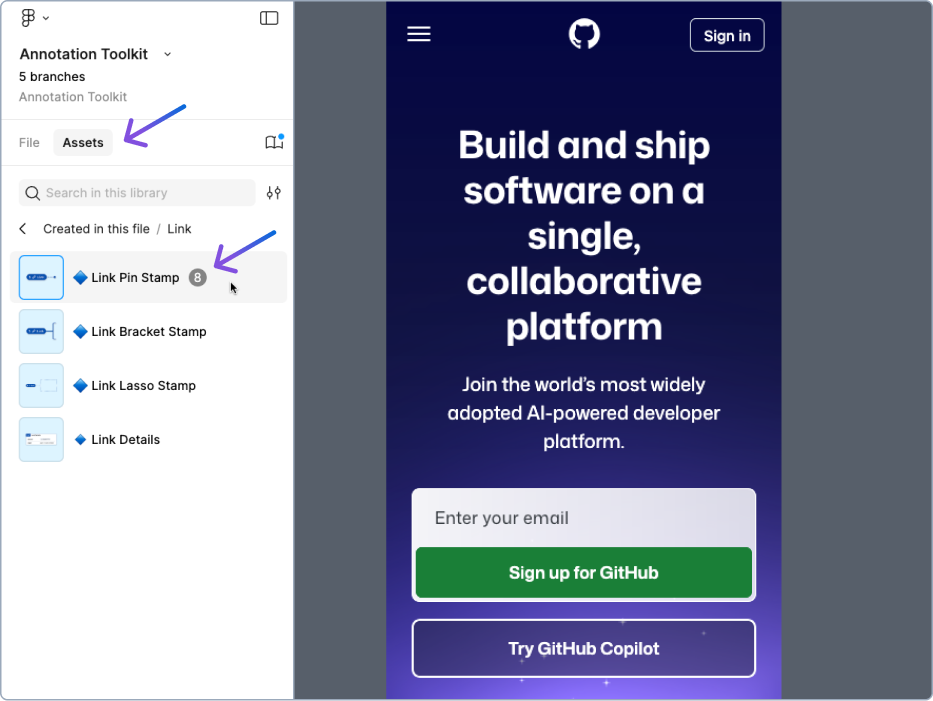 Annotation Toolkit
5 branches
Annotation Toolkit
File Assets
Search in this library
Created in this file / Link
Link Pin Stamp 8
Link Bracket Stamp
Link Lasso Stamp
Link Details
Sign in
Build and ship
software on a
single,
collaborative
platform
Join the world's most widely
adopted AI-powered developer
platform.
Enter your email
Sign up for GitHub
Try GitHub Copilot